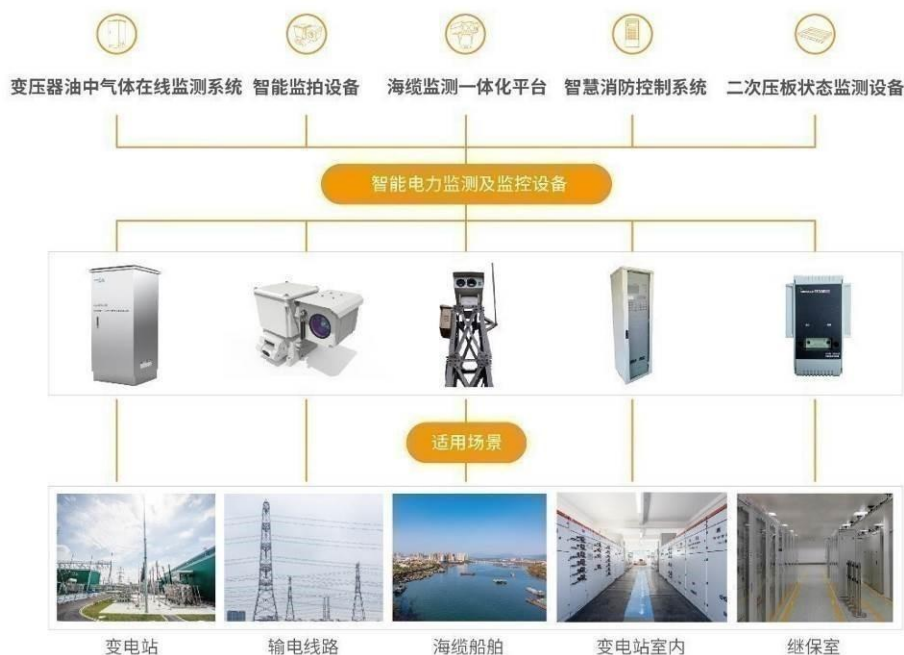 变压器油中气体在线监测系统
智能监拍设备
海缆监测一体化平台
智慧消防控制系统
二次压板状态监测设备
智能电力监测及监控设备
适用场景
变电站
输电线路
海缆船舶
变电站室内
继保室